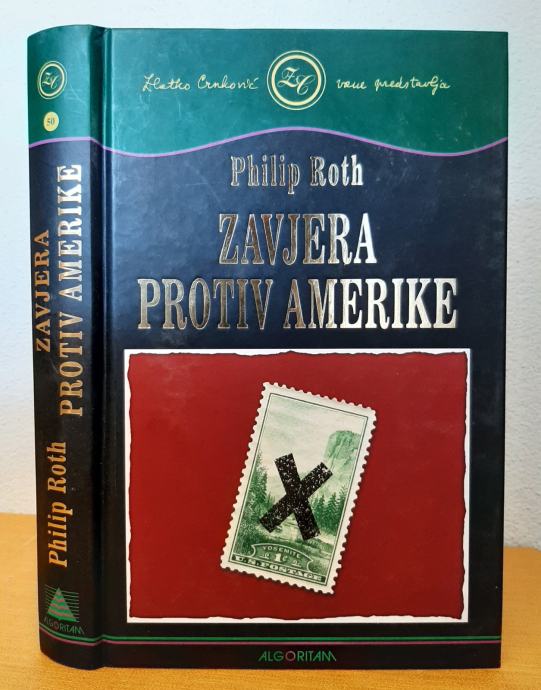 Zlatko Crnković
ZC
vam predstavlja
Philip Roth
ZAVJERA
PROTIV AMERIKE
YOSEMITE
1¢
U.S. POSTAGE
ALGORITAM
ZC
50
Philip Roth
ZAVJERA
PROTIV AMERIKE
ALGORITAM